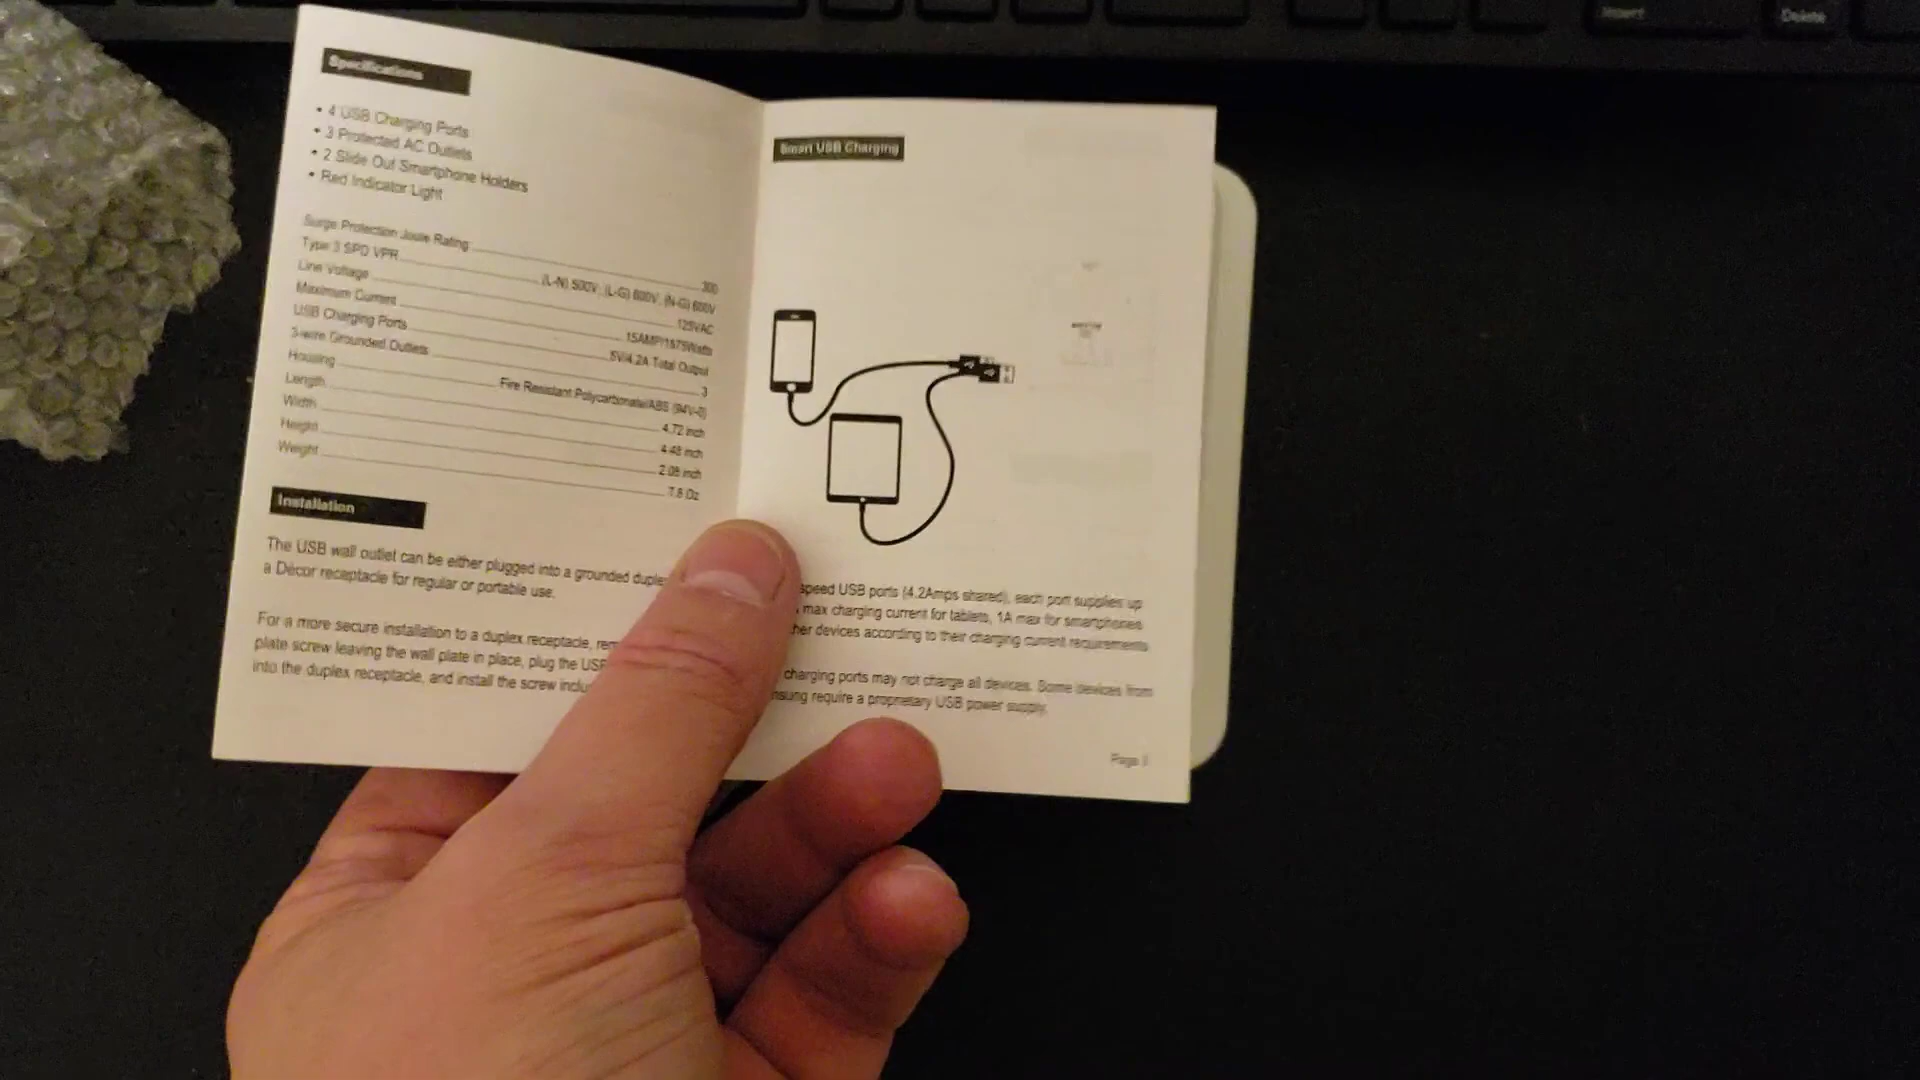 Insert
Delete
Specifications
• 4 USB Charging Ports
• 3 Protected AC Outlets
• 2 Slide Out Smartphone Holders
• Red Indicator Light
Surge Protection Joule Rating 300
Type 3 SPD VPR (L-N) 500V, (L-G) 600V, (N-G) 600V
Line Voltage 125VAC
Maximum Current 15AMP/1875Watts
USB Charging Ports 5V/4.2A Total Output
3-wire Grounded Outlets 3
Housing Fire Resistant Polycarbonate/ABS (94V-0)
Length 4.72 inch
Width 4.48 inch
Height 2.08 inch
Weight 7.8 Oz
Installation
The USB wall outlet can be either plugged into a grounded duplex
a Décor receptacle for regular or portable use.
For a more secure installation to a duplex receptacle,
plate screw leaving the wall plate in place, plug the USB
into the duplex receptacle, and install the screw
Smart USB Charging
speed USB ports (4.2Amps shared), each port supplies up
max charging current for tablets, 1A max for smartphones
devices according to their charging current requirements
charging ports may not charge all devices. Some devices from
require a proprietary USB power supply.
Page 3